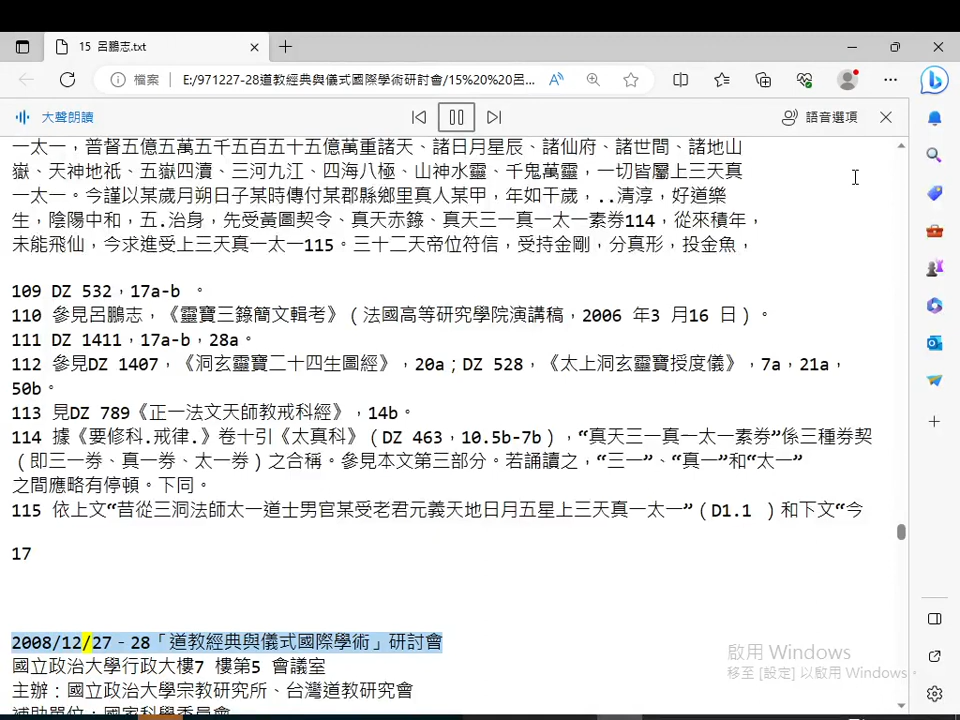 15 呂鵬志.txt
檔案 E:/971227-28道教經典與儀式國際學術研討會/15%20%20呂...
大聲朗讀
語音選項
一太一，普督五億五萬五千五百五十五億萬重諸天、諸日月星辰、諸仙府、諸世間、諸地山
嶽、天神地祇、五嶽四瀆、三河九江、四海八極、山神水靈、千鬼萬靈，一切皆屬上三天真
一太一。今謹以某歲月朔日子某時傳付某郡縣鄉里真人某甲，年如干歲，..清淳，好道樂
生，陰陽中和，五.治身，先受黃圖契令、真天赤籙、真天三一真一太一素券114，從來積年，
未能飛仙，今求進受上三天真一太一115。三十二天帝位符信，受持金剛，分真形，投金魚，
109 DZ 532，17a-b 。
110 參見呂鵬志，《靈寶三籙簡文輯考》（法國高等研究學院演講稿，2006 年3 月16 日）。
111 DZ 1411，17a-b，28a。
112 參見DZ 1407，《洞玄靈寶二十四生圖經》，20a；DZ 528，《太上洞玄靈寶授度儀》，7a，21a，
50b。
113 見DZ 789《正一法文天師教戒科經》，14b。
114 據《要修科.戒律.》卷十引《太真科》（DZ 463，10.5b-7b），“真天三一真一太一素券”係三種券契
（即三一券、真一券、太一券）之合稱。參見本文第三部分。若誦讀之，“三一”、“真一”和“太一”
之間應略有停頓。下同。
115 依上文“昔從三洞法師太一道士男官某受老君元義天地日月五星上三天真一太一”（D1.1 ）和下文“今
17
2008/12/27－28「道教經典與儀式國際學術」研討會
國立政治大學行政大樓7 樓第5 會議室
主辦：國立政治大學宗教研究所、台灣道教研究會
補助單位：國家科學委員會
啟用 Windows
移至 [設定] 以啟用 Windows。